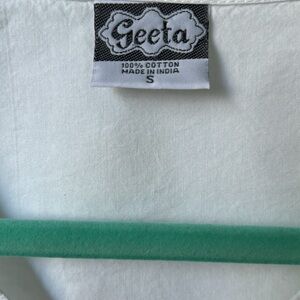 Geeta
100% COTTON
MADE IN INDIA
S